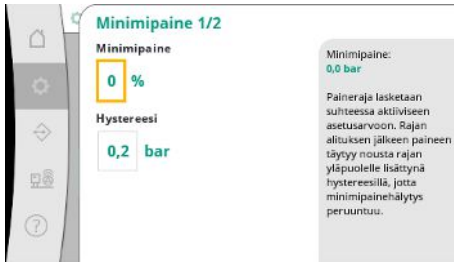 Minimipaine 1/2
Minimipaine
0 %
Hystereesi
0,2 bar
Minimipaine:
0,0 bar
Paineraja lasketaan
suhteessa aktiiviseen
asetusarvoon. Rajan
alituksen jälkeen paineen
täytyy nousta rajan
yläpuolelle lisättynä
hystereesillä, jotta
minimipainehälytys
peruuntuu.
?